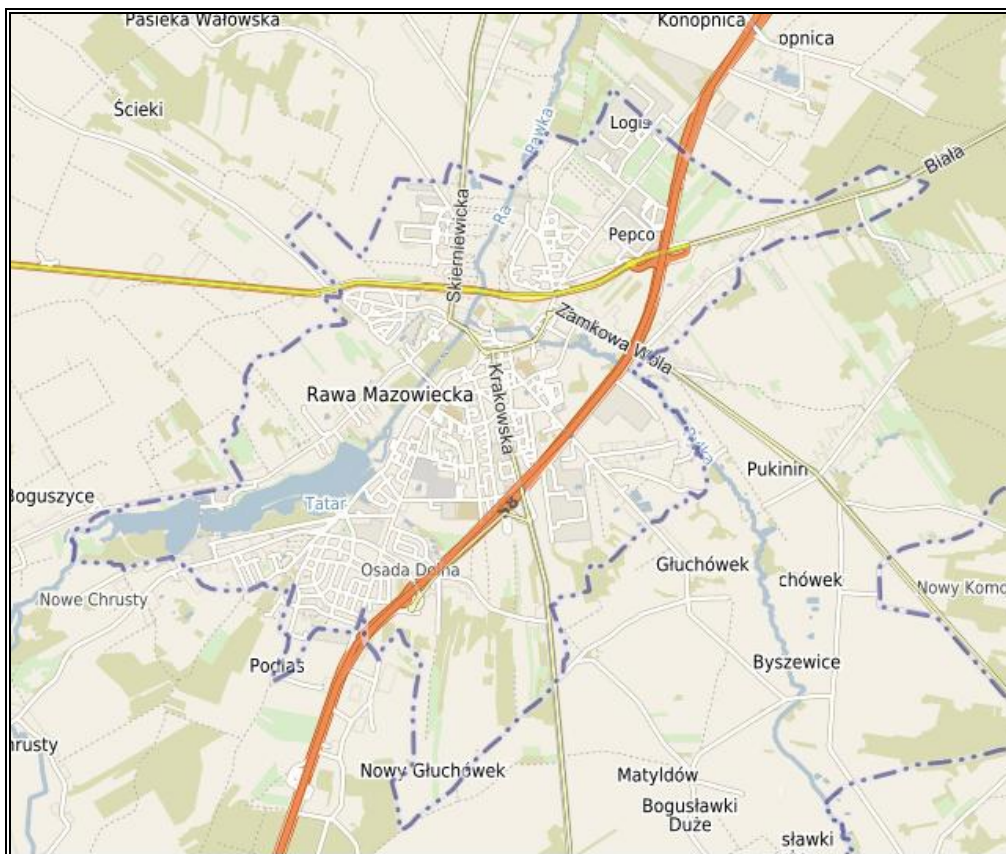 Pasieka Wałowska
Konopnica
opnica
Ścieki
Logis
Rawka
Biała
Ra
Skierniewicka
Pepco
Zamkowa Wola
Rawa Mazowiecka
Krakowska
Rylka
Pukinin
Boguszyce
Tatar
Osada Dolna
Głuchówek
chówek
Nowy Komo
Nowe Chrusty
Podlas
Byszewice
hrusty
Nowy Głuchówek
Matyldów
Bogusławki
Duże
sławki